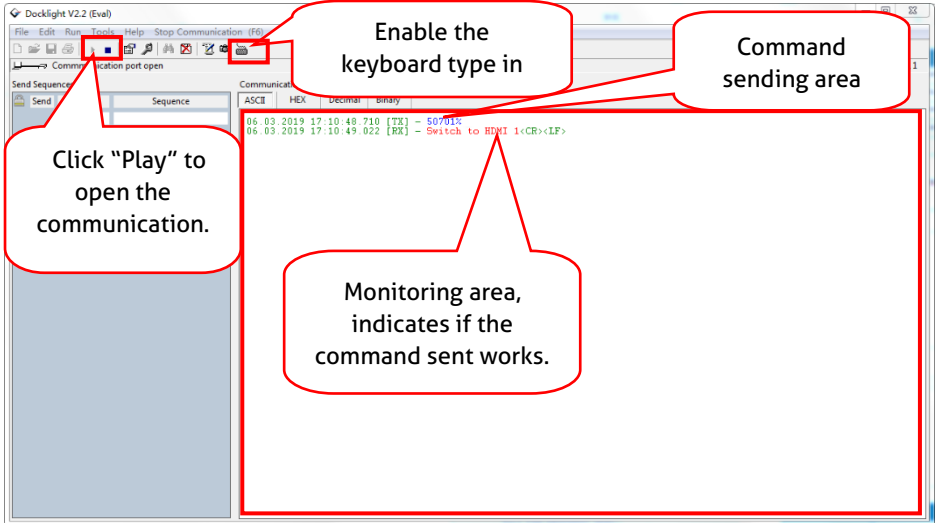 Docklight V2.2 (Eval)
File Edit Run Tools Help Stop Communication (F6)
Enable the
keyboard type in
Command
sending area
port open
1
Send Sequences
Send
Sequence
ASCII HEX Decimal Binary
06.03.2019 17:10:48.710 [TX] - 50701%
06.03.2019 17:10:49.022 [RX] - Switch to HDMI 1<CR><LF>
Click “Play” to
open the
communication.
Monitoring area,
indicates if the
command sent works.